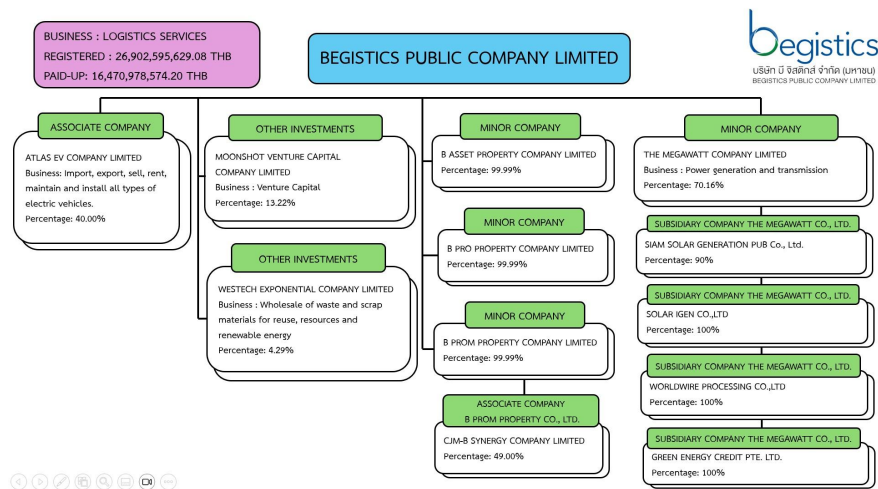 BUSINESS : LOGISTICS SERVICES
REGISTERED : 26,902,595,629.08 THB
PAID-UP: 16,470,978,574.20 THB
BEGISTICS PUBLIC COMPANY LIMITED
begistics
บริษัท บี จิสติกส์ จำกัด (มหาชน)
BEGISTICS PUBLIC COMPANY LIMITED
ASSOCIATE COMPANY
ATLAS EV COMPANY LIMITED
Business: Import, export, sell, rent,
maintain and install all types of
electric vehicles.
Percentage: 40.00%
OTHER INVESTMENTS
MOONSHOT VENTURE CAPITAL
COMPANY LIMITED
Business : Venture Capital
Percentage: 13.22%
OTHER INVESTMENTS
WESTECH EXPONENTIAL COMPANY LIMITED
Business : Wholesale of waste and scrap
materials for reuse, resources and
renewable energy
Percentage: 4.29%
MINOR COMPANY
B ASSET PROPERTY COMPANY LIMITED
Percentage: 99.99%
MINOR COMPANY
B PRO PROPERTY COMPANY LIMITED
Percentage: 99.99%
MINOR COMPANY
B PROM PROPERTY COMPANY LIMITED
Percentage: 99.99%
ASSOCIATE COMPANY
B PROM PROPERTY CO., LTD.
CJM-B SYNERGY COMPANY LIMITED
Percentage: 49.00%
MINOR COMPANY
THE MEGAWATT COMPANY LIMITED
Business : Power generation and transmission
Percentage: 70.16%
SUBSIDIARY COMPANY THE MEGAWATT CO., LTD.
SIAM SOLAR GENERATION PUB Co., Ltd.
Percentage: 90%
SUBSIDIARY COMPANY THE MEGAWATT CO., LTD.
SOLAR IGEN CO.,LTD
Percentage: 100%
SUBSIDIARY COMPANY THE MEGAWATT CO., LTD.
WORLDWIRE PROCESSING CO.,LTD
Percentage: 100%
SUBSIDIARY COMPANY THE MEGAWATT CO., LTD.
GREEN ENERGY CREDIT PTE. LTD.
Percentage: 100%